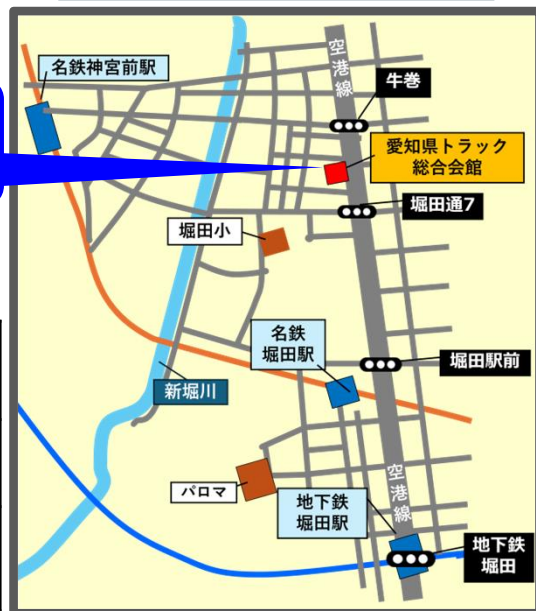 空港線
名鉄神宮前駅
牛巻
愛知県トラック
総合会館
堀田通7
堀田小
名鉄
堀田駅
堀田駅前
新堀川
パロマ
空港線
地下鉄
堀田駅
地下鉄
堀田